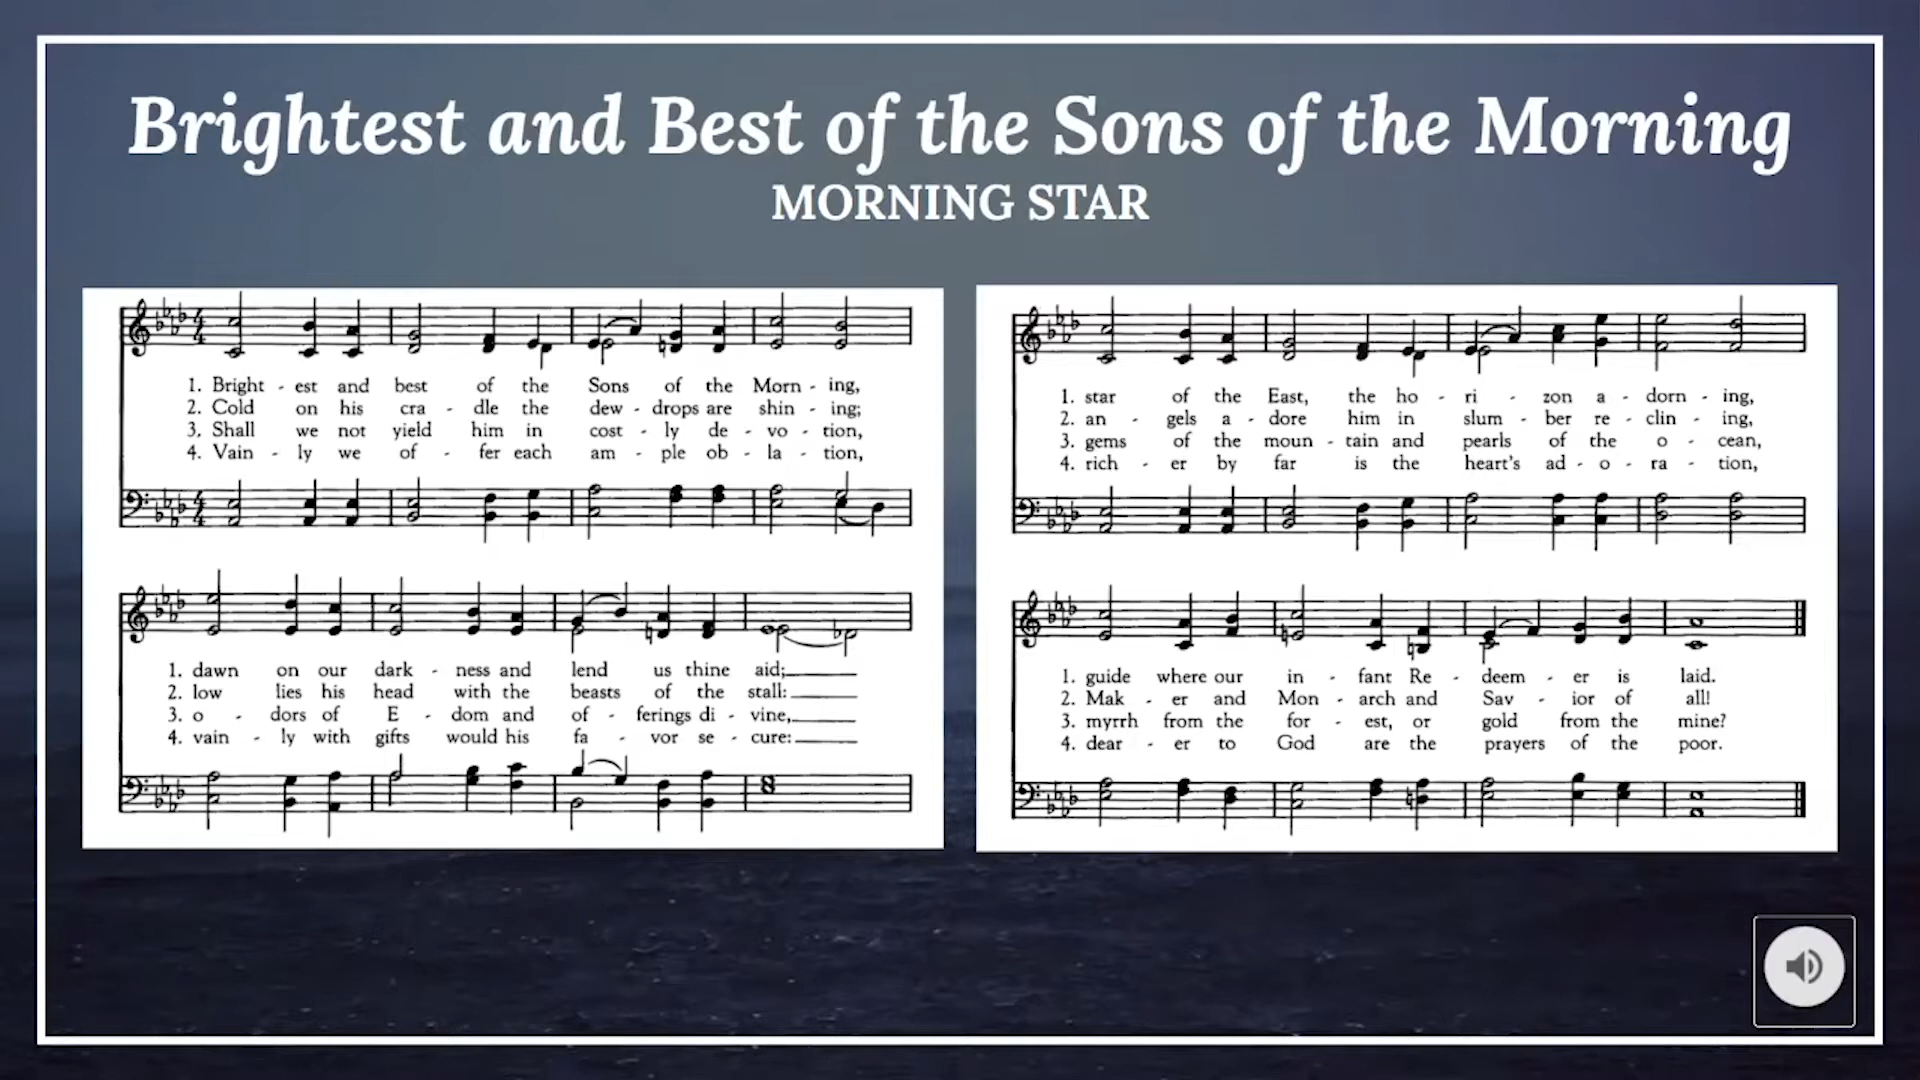 Brightest and Best of the Sons of the Morning
MORNING STAR
1. Bright - est and best of the Sons of the Morn - ing,
2. Cold on his cra - dle the dew - drops are shin - ing;
3. Shall we not yield him in cost - ly de - vo - tion,
4. Vain - ly we of - fer each am - ple ob - la - tion,
1. dawn on our dark - ness and lend us thine aid;
2. low lies his head with the beasts of the stall:
3. o - dors of E - dom and of - ferings di - vine,
4. vain - ly with gifts would his fa - vor se - cure:
1. star of the East, the ho - ri - zon a - dorn - ing,
2. an - gels a - dore him in slum - ber re - clin - ing,
3. gems of the moun - tain and pearls of the o - cean,
4. rich - er by far is the heart's ad - o - ra - tion,
1. guide where our in - fant Re - deem - er is laid.
2. Mak - er and Mon - arch and Sav - ior of all!
3. myrrh from the for - est, or gold from the mine?
4. dear - er to God are the prayers of the poor.